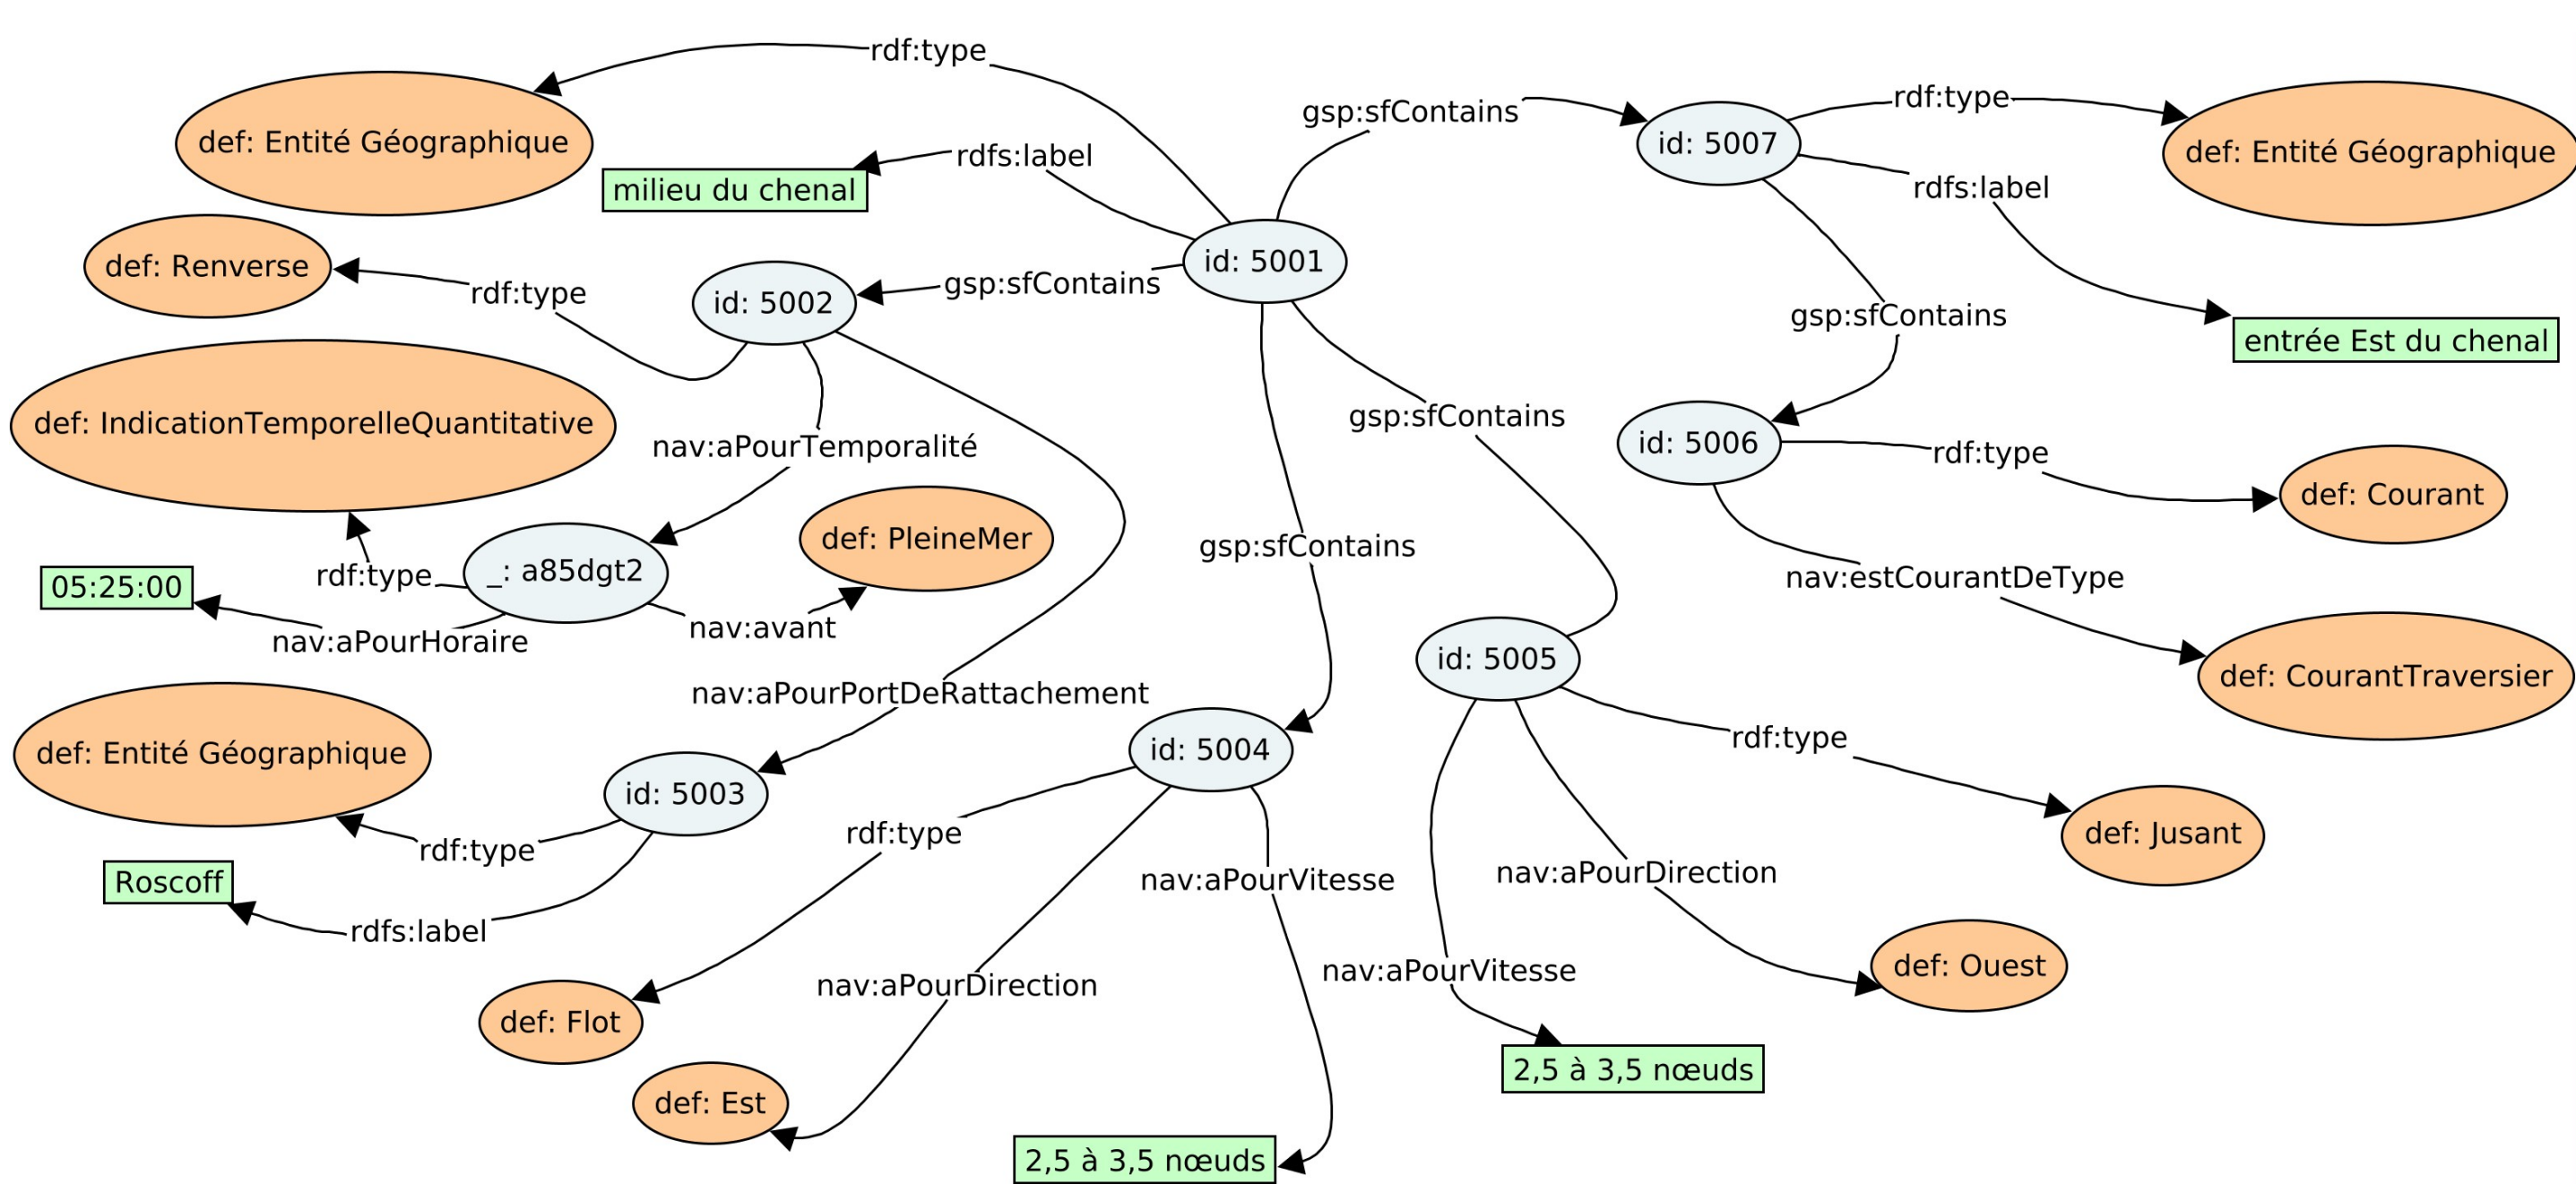 rdf:type
def: Entité Géographique
gsp:sfContains
id: 5007
rdf:type
def: Entité Géographique
rdfs:label
milieu du chenal
rdfs:label
def: Renverse
rdf:type
id: 5002
gsp:sfContains
id: 5001
gsp:sfContains
entrée Est du chenal
def: IndicationTemporelleQuantitative
nav:aPourTemporalité
gsp:sfContains
id: 5006
rdf:type
def: Courant
def: PleineMer
gsp:sfContains
05:25:00
rdf:type
_: a85dgt2
nav:estCourantDeType
nav:aPourHoraire
nav:avant
id: 5005
def: CourantTraversier
nav:aPourPortDeRattachement
def: Entité Géographique
id: 5003
id: 5004
rdf:type
def: Jusant
rdf:type
rdf:type
Roscoff
nav:aPourVitesse
nav:aPourDirection
rdfs:label
nav:aPourDirection
nav:aPourVitesse
def: Ouest
def: Flot
def: Est
2,5 à 3,5 nœuds
2,5 à 3,5 nœuds